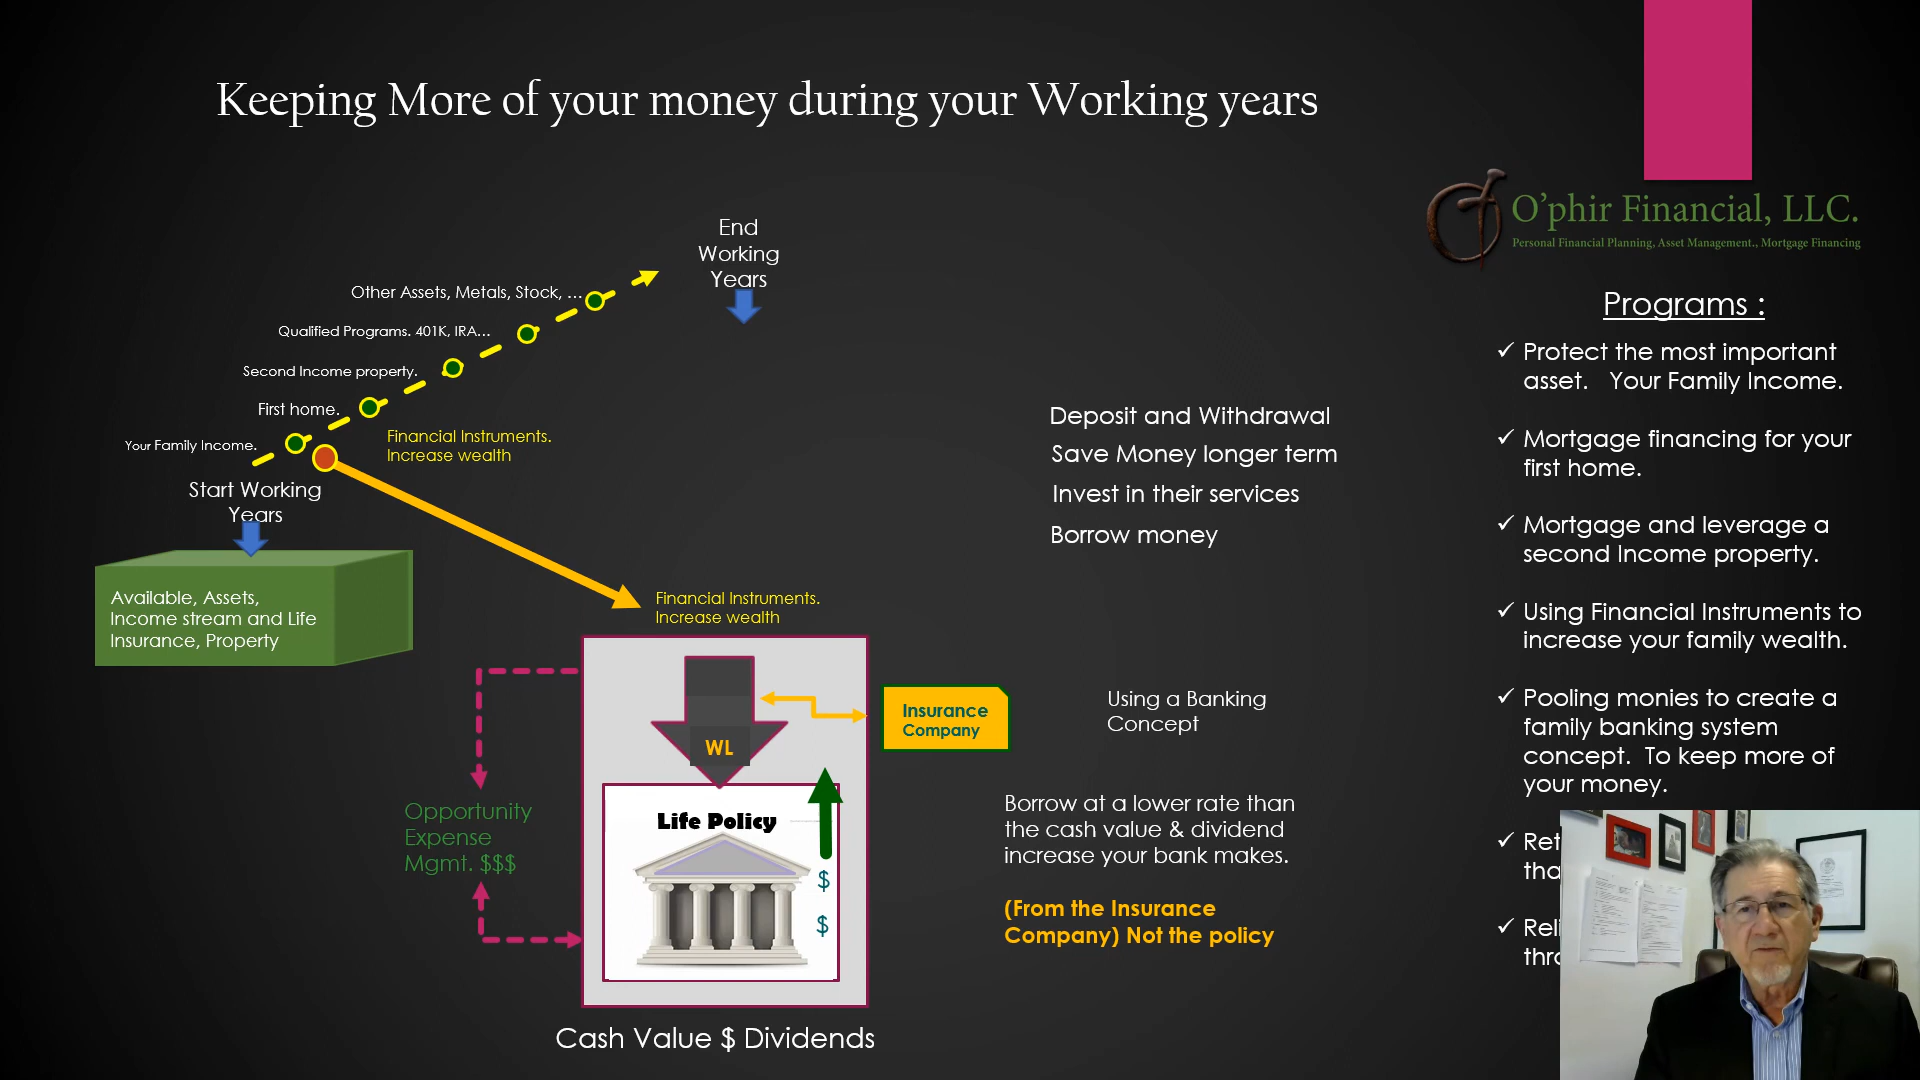 Keeping More of your money during your Working years
O'phir Financial, LLC.
Personal Financial Planning, Asset Management., Mortgage Financing
End
Working
Years
Other Assets, Metals, Stock, ...
Qualified Programs. 401K, IRA...
Second Income property.
First home.
Your Family Income.
Financial Instruments.
Increase wealth
Start Working
Years
Available, Assets,
Income stream and Life
Insurance, Property
Deposit and Withdrawal
Save Money longer term
Invest in their services
Borrow money
Financial Instruments.
Increase wealth
WL
Insurance
Company
Using a Banking
Concept
Opportunity
Expense
Mgmt. $$$
Life Policy
$
$
Borrow at a lower rate than
the cash value & dividend
increase your bank makes.
(From the Insurance
Company) Not the policy
Cash Value $ Dividends
Programs :
✓ Protect the most important
asset. Your Family Income.
✓ Mortgage financing for your
first home.
✓ Mortgage and leverage a
second Income property.
✓ Using Financial Instruments to
increase your family wealth.
✓ Pooling monies to create a
family banking system
concept. To keep more of
your money.